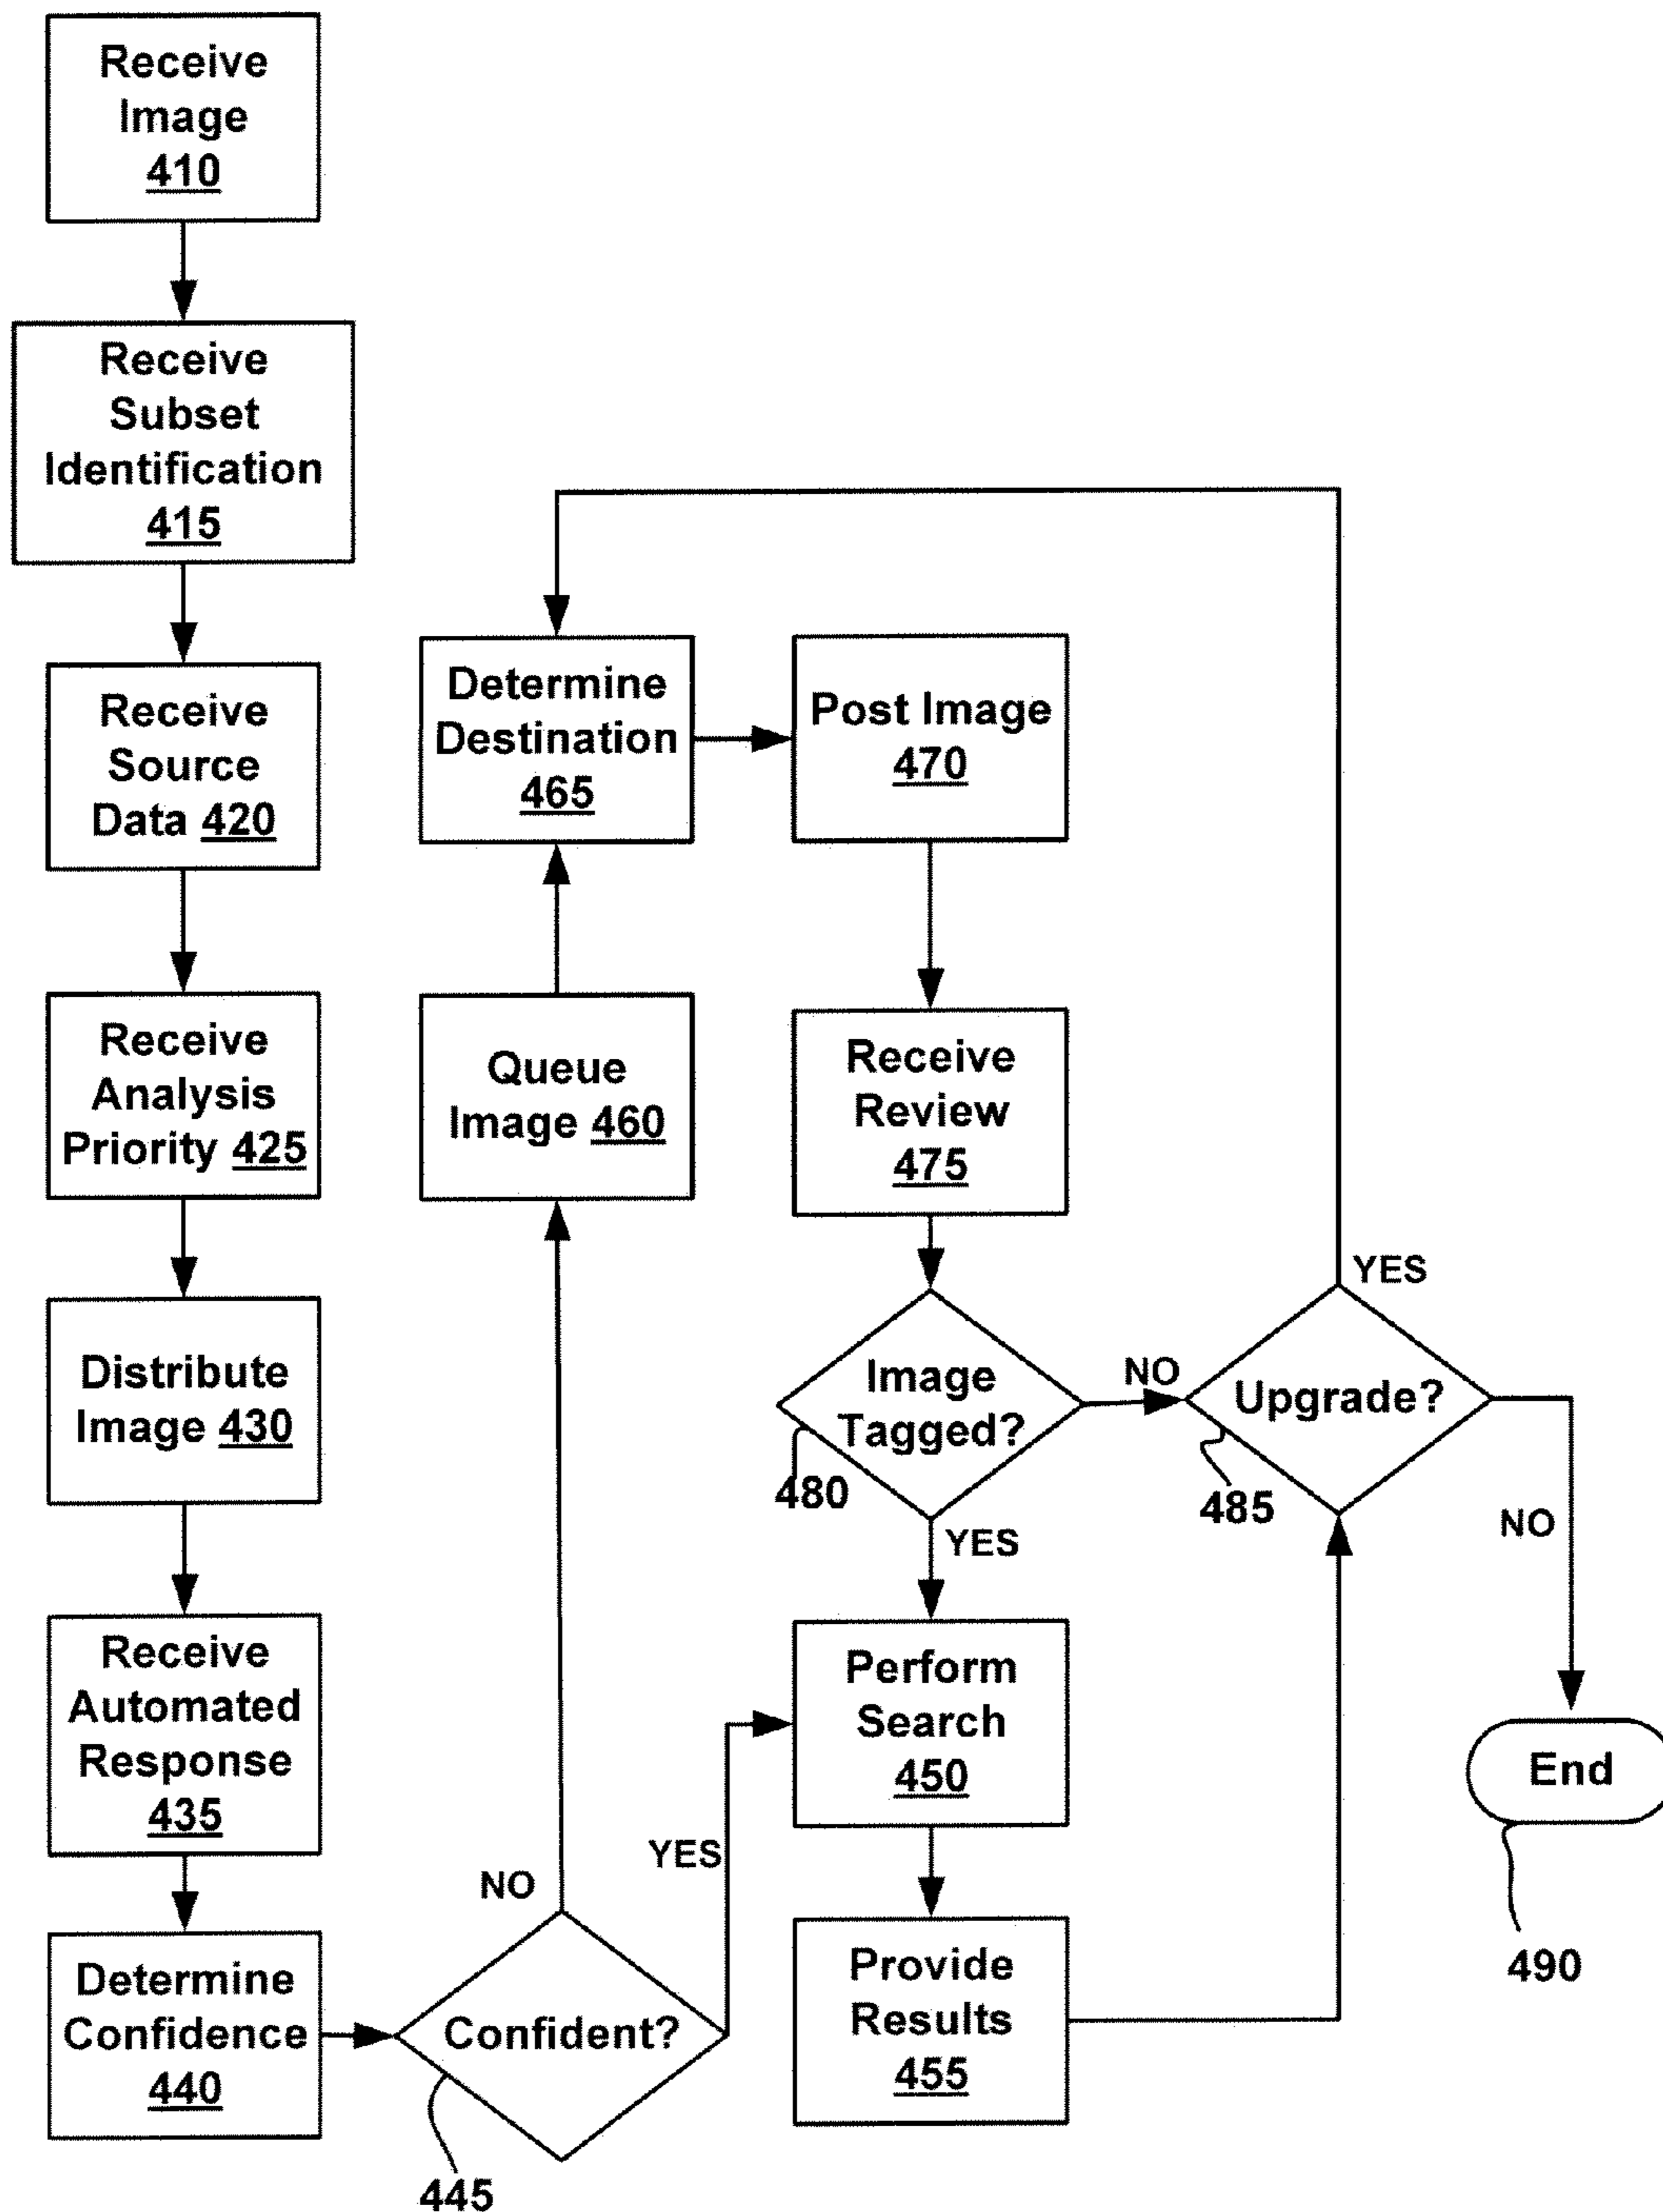 Receive
Image
410
Receive
Subset
Identification
415
Receive
Source
Data 420
Receive
Analysis
Priority 425
Distribute
Image 430
Receive
Automated
Response
435
Determine
Confidence
440
Confident?
445
NO
YES
Queue
Image 460
Determine
Destination
465
Post Image
470
Receive
Review
475
Image
Tagged?
480
NO
YES
Perform
Search
450
Provide
Results
455
Upgrade?
485
YES
NO
End
490